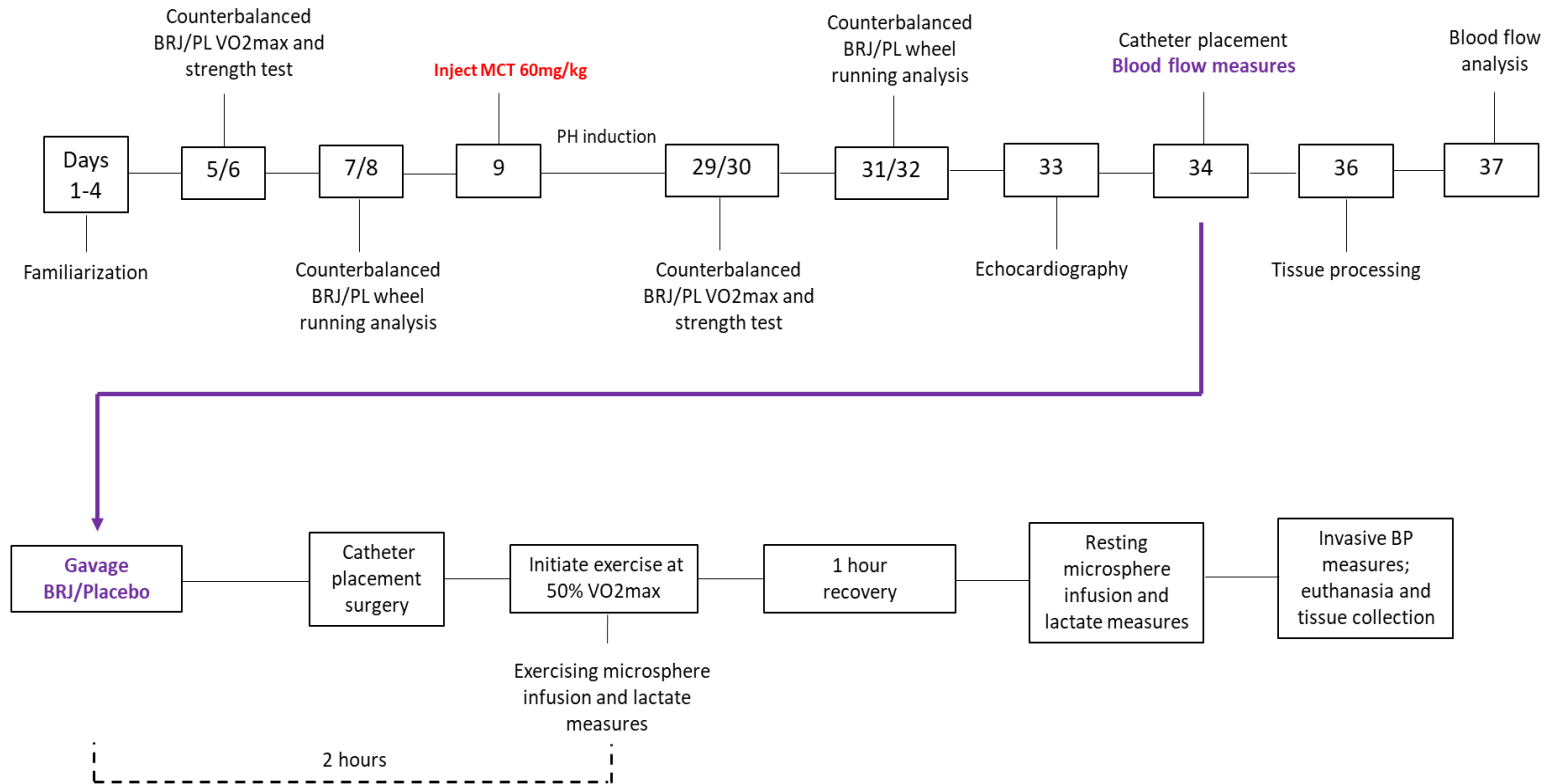 Counterbalanced
BRJ/PL VO2max and
strength test
Inject MCT 60mg/kg
PH induction
Counterbalanced
BRJ/PL wheel
running analysis
Catheter placement
Blood flow measures
Blood flow
analysis
Days
1-4
5/6
7/8
9
29/30
31/32
33
34
36
37
Familiarization
Counterbalanced
BRJ/PL wheel
running analysis
Counterbalanced
BRJ/PL VO2max and
strength test
Echocardiography
Tissue processing
Gavage
BRJ/Placebo
Catheter
placement
surgery
Initiate exercise at
50% VO2max
1 hour
recovery
Resting
microsphere
infusion and
lactate measures
Invasive BP
measures;
euthanasia and
tissue collection
Exercising microsphere
infusion and lactate
measures
2 hours